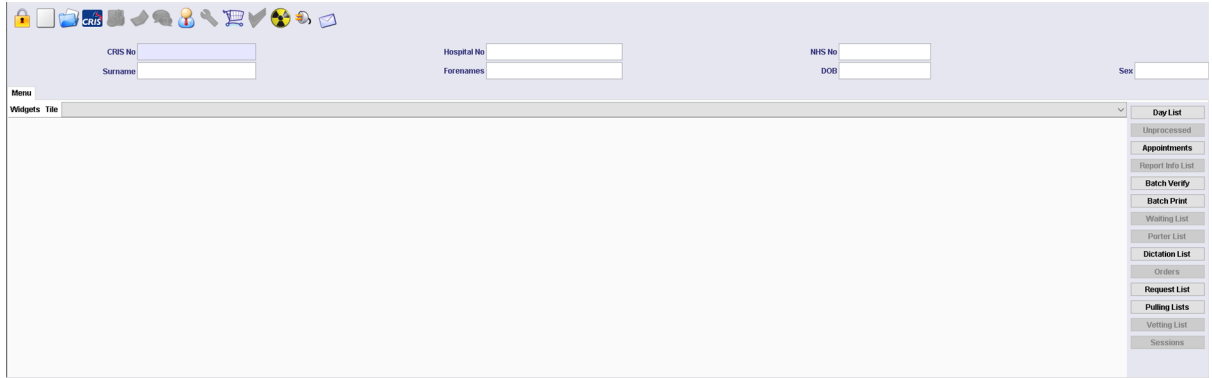 CRIS
CRIS No Hospital No NHS No
Surname Forenames DOB Sex
Menu
Widgets Tile
Day List
Unprocessed
Appointments
Report Info List
Batch Verify
Batch Print
Waiting List
Porter List
Dictation List
Orders
Request List
Pulling Lists
Vetting List
Sessions